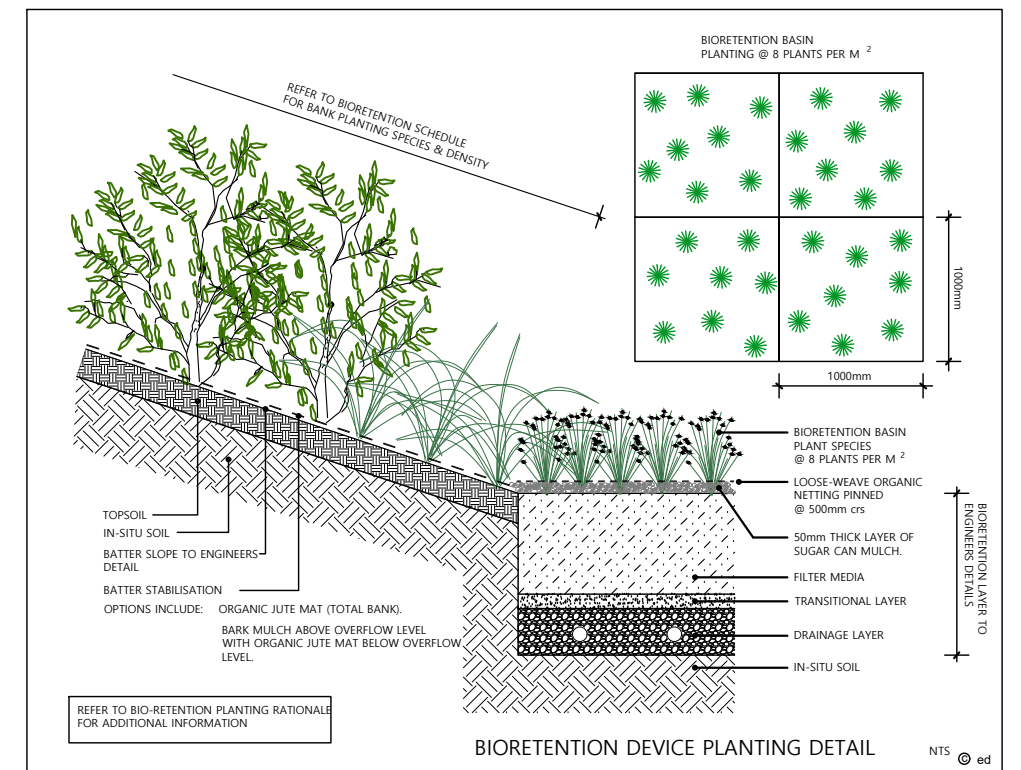 BIORETENTION BASIN
PLANTING @ 8 PLANTS PER M 2
REFER TO BIORETENTION SCHEDULE
FOR BANK PLANTING SPECIES & DENSITY
1000mm
1000mm
BIORETENTION BASIN
PLANT SPECIES
@ 8 PLANTS PER M 2
LOOSE-WEAVE ORGANIC
NETTING PINNED
@ 500mm crs
50mm THICK LAYER OF
SUGAR CAN MULCH.
FILTER MEDIA
TRANSITIONAL LAYER
DRAINAGE LAYER
IN-SITU SOIL
BIORETENTION LAYER TO
ENGINEERS DETAILS
TOPSOIL
IN-SITU SOIL
BATTER SLOPE TO ENGINEERS
DETAIL
BATTER STABILISATION
OPTIONS INCLUDE: ORGANIC JUTE MAT (TOTAL BANK).
BARK MULCH ABOVE OVERFLOW LEVEL
WITH ORGANIC JUTE MAT BELOW OVERFLOW
LEVEL.
REFER TO BIO-RETENTION PLANTING RATIONALE
FOR ADDITIONAL INFORMATION
BIORETENTION DEVICE PLANTING DETAIL
NTS
© ed